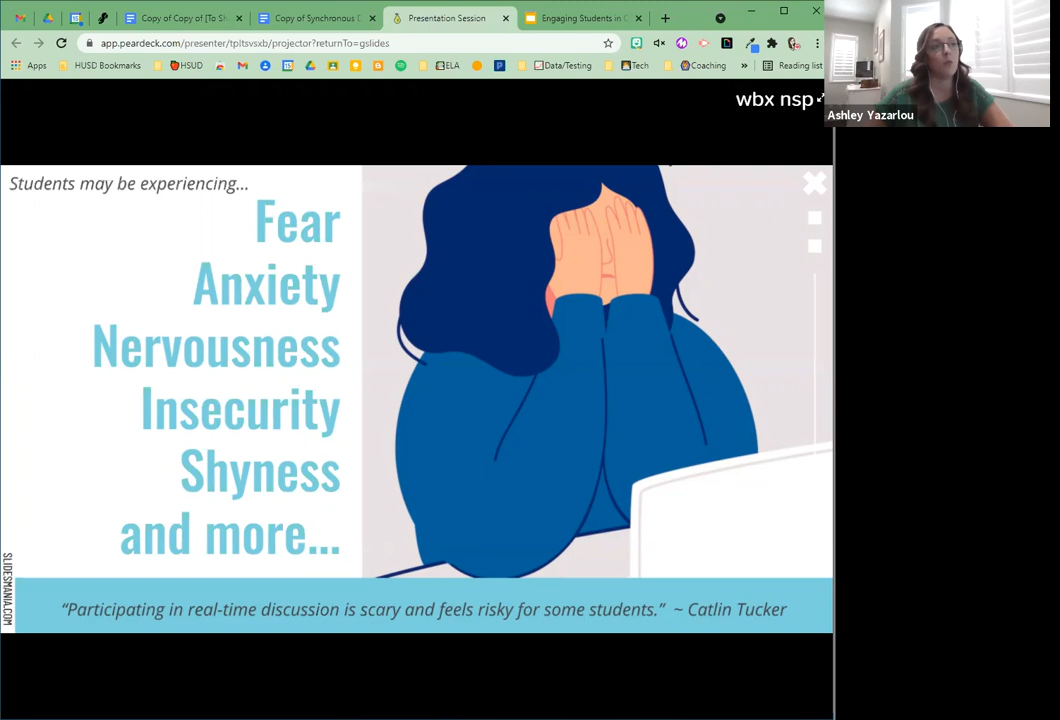 Copy of Copy of [To Sh
Copy of Synchronous D
Presentation Session
Engaging Students in C
app.peardeck.com/presenter/tpltsvsxb/projector?returnTo=gslides
Apps
HUSD Bookmarks
HSUD
ELA
Data/Testing
Tech
Coaching
»
Reading list
wbx nsp
Ashley Yazarlou
Students may be experiencing...
Fear
Anxiety
Nervousness
Insecurity
Shyness
and more...
SLIDESMANIA.COM
“Participating in real-time discussion is scary and feels risky for some students.” ~ Catlin Tucker